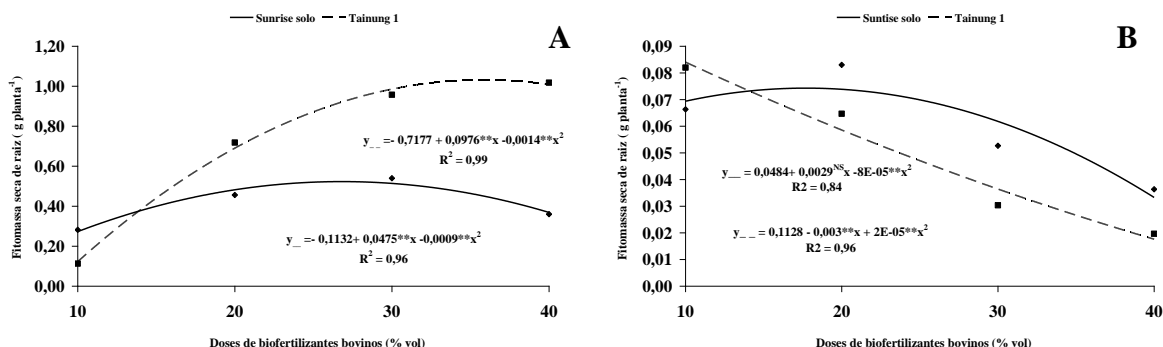 Sunrise solo Tainung 1
A
Fitomassa seca de raiz ( g planta-1)
1,20
1,00
0,80
0,60
0,40
0,20
0,00
y_ _ =- 0,7177 + 0,0976**x -0,0014**x2
R2 = 0,99
y_ =- 0,1132+ 0,0475**x -0,0009**x2
R2 = 0,96
10 20 30 40
Doses de biofertilizantes bovinos (% vol)
Suntise solo Tainung 1
B
Fitomassa seca de raiz ( g planta-1)
0,09
0,08
0,07
0,06
0,05
0,04
0,03
0,02
0,01
0,00
y__ = 0,0484+ 0,0029NSx -8E-05**x2
R2 = 0,84
y_ _ = 0,1128 - 0,003**x + 2E-05**x2
R2 = 0,96
10 20 30 40
Doses de biofertilizantes bovinos (% vol)